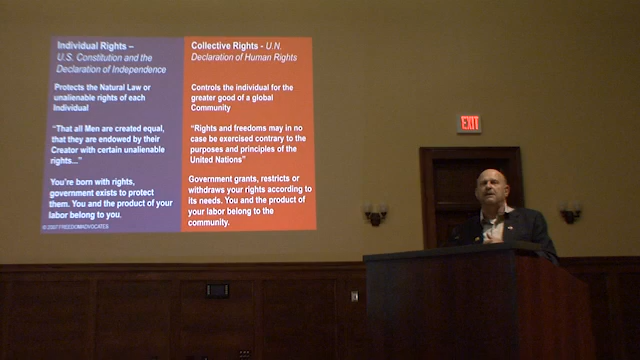 Individual Rights –
U.S. Constitution and the
Declaration of Independence
Protects the Natural Law or
unalienable rights of each
Individual
“That all Men are created equal,
that they are endowed by their
Creator with certain unalienable
rights...”
You're born with rights,
government exists to protect
them. You and the product of your
labor belong to you.
© 2007 FREEDOMADVOCATES
Collective Rights - U.N.
Declaration of Human Rights
Controls the individual for the
greater good of a global
Community
“Rights and freedoms may in no
case be exercised contrary to the
purposes and principles of the
United Nations”
Government grants, restricts or
withdraws your rights according to
its needs. You and the product of
your labor belong to the
community.
EXIT